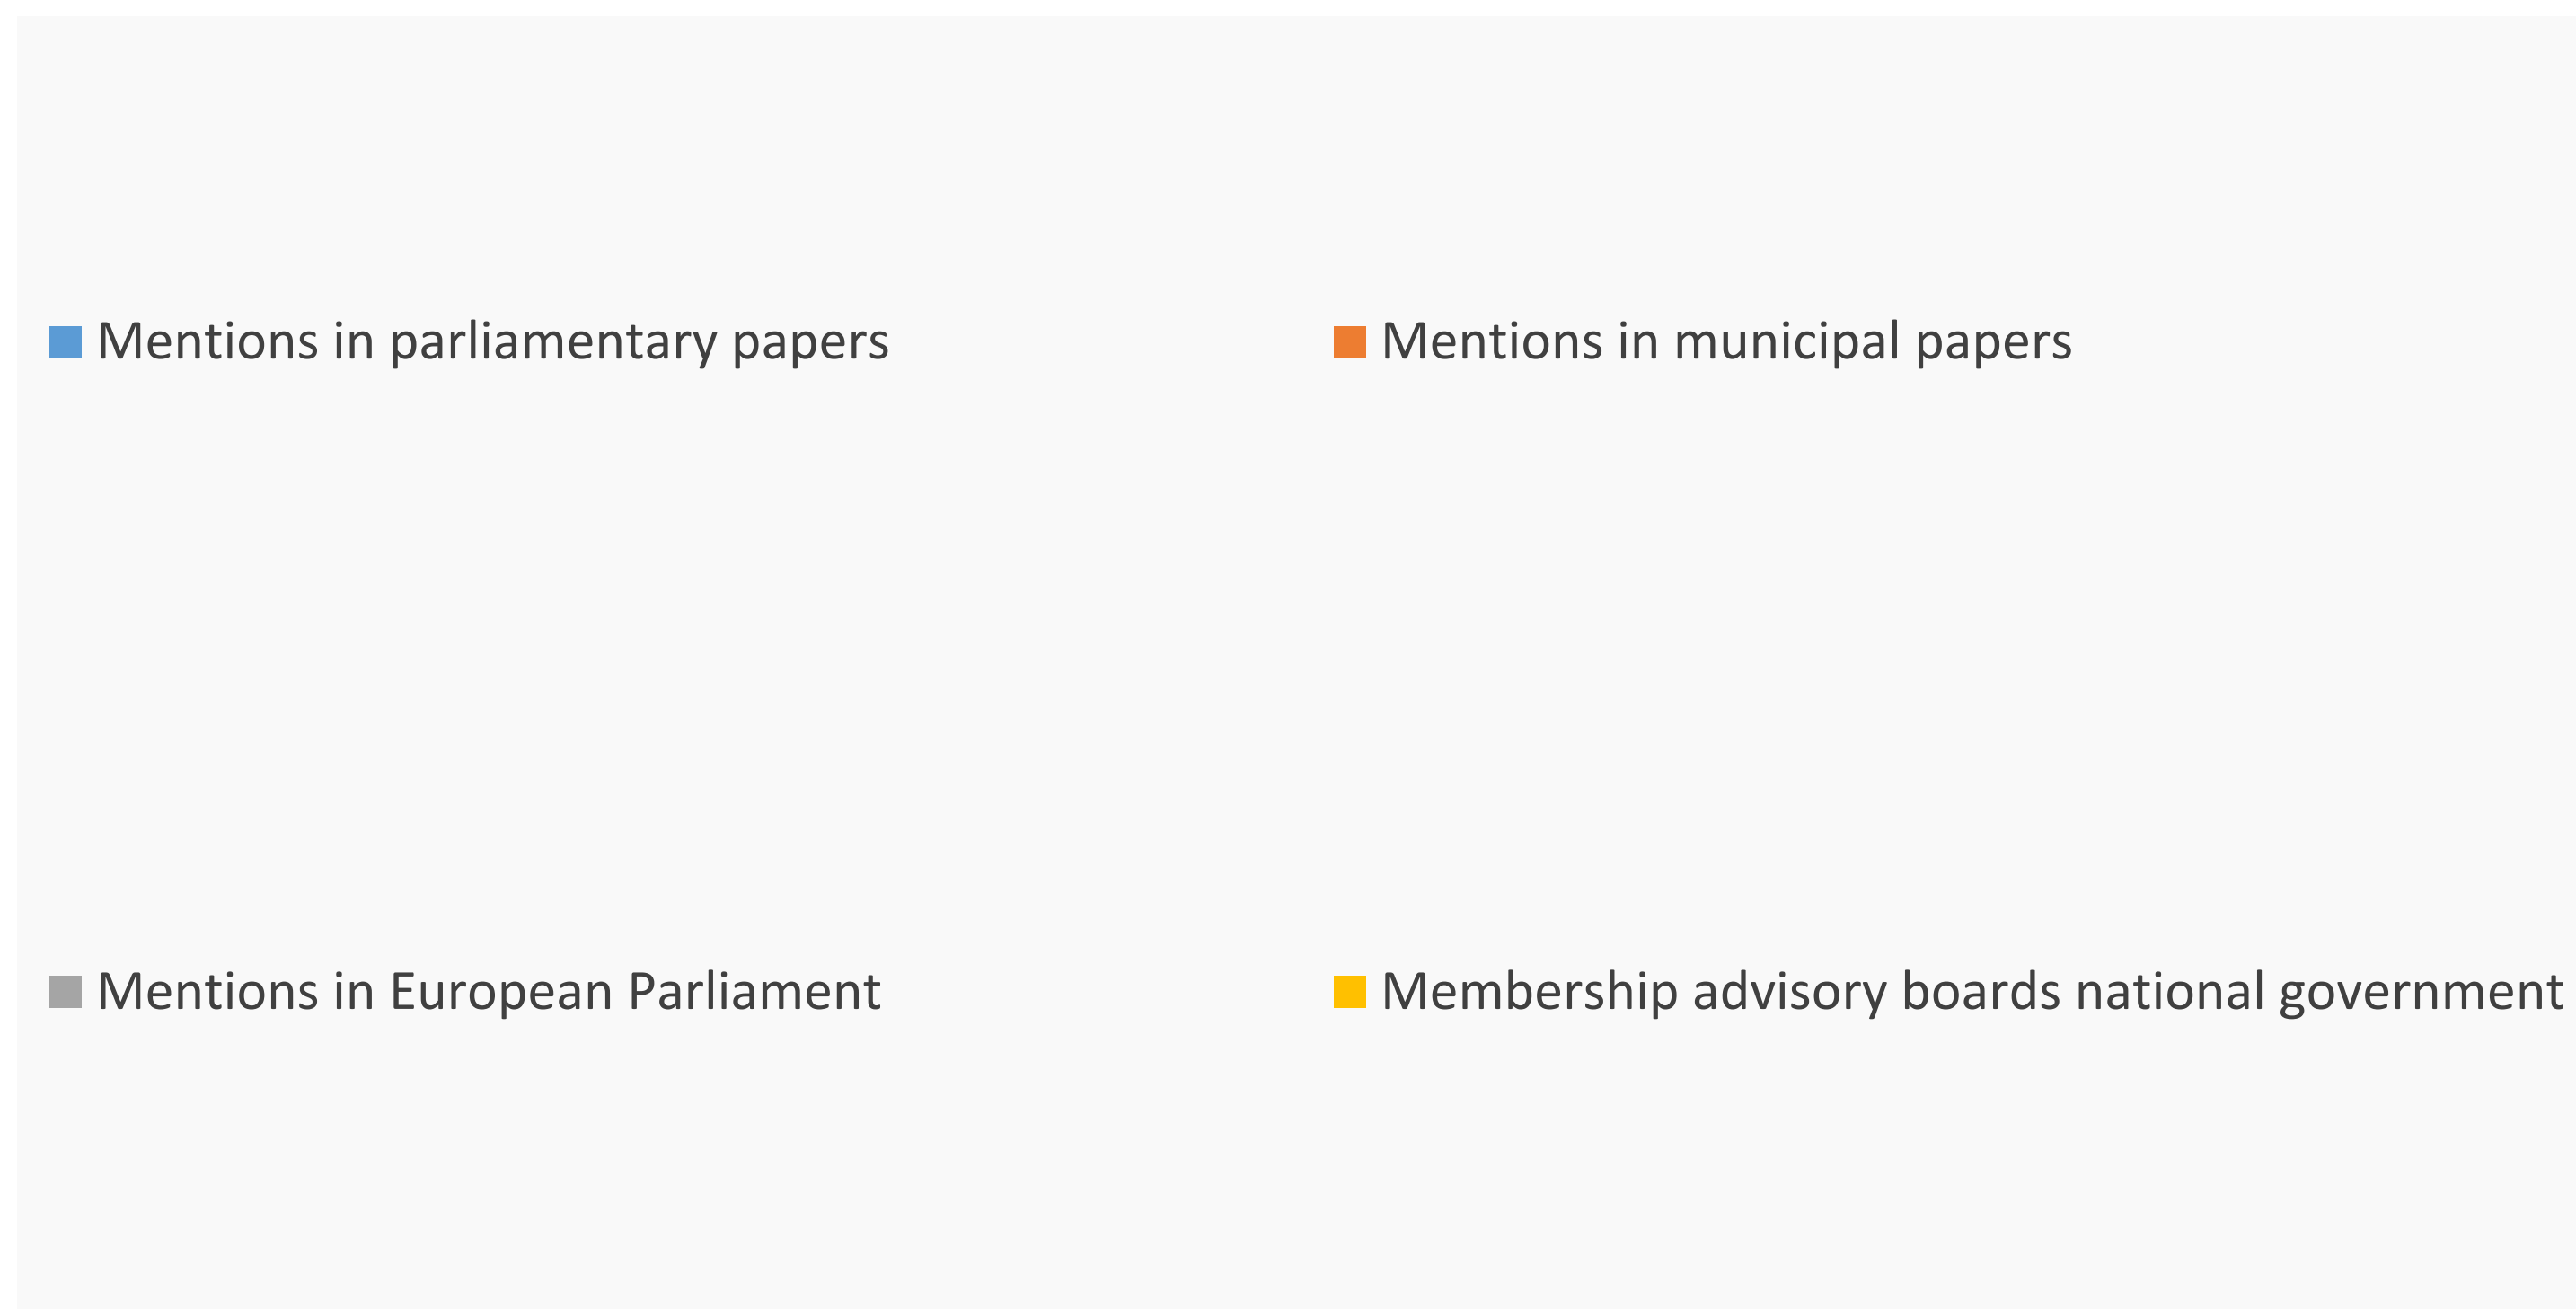 Mentions in parliamentary papers
Mentions in municipal papers
Mentions in European Parliament
Membership advisory boards national government